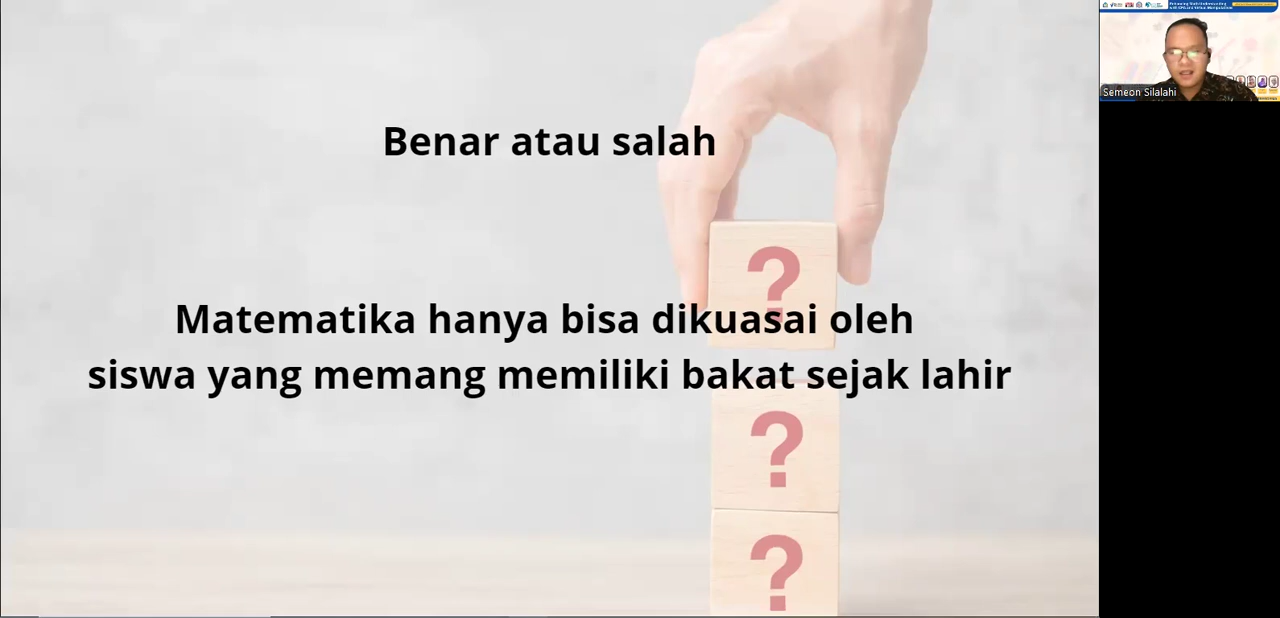 Benar atau salah
?
Matematika hanya bisa dikuasai oleh
siswa yang memang memiliki bakat sejak lahir
?
?
Semeon Silalahi